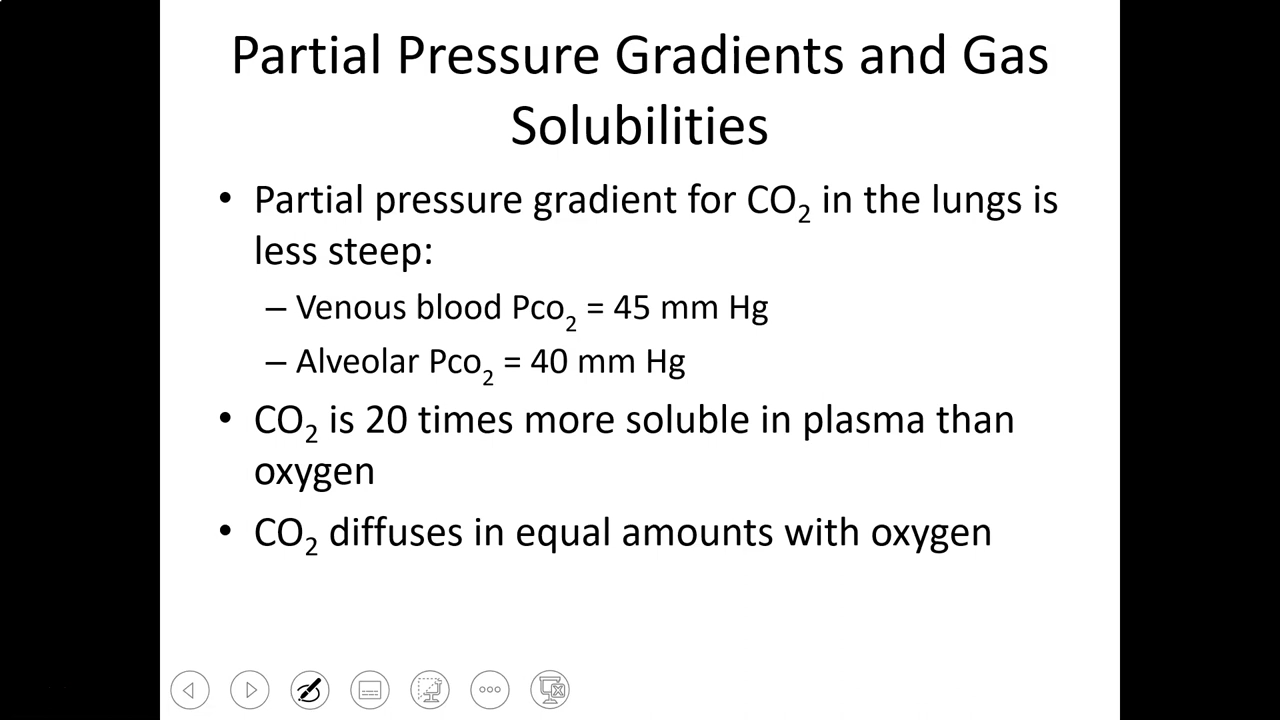 Partial Pressure Gradients and Gas
Solubilities
• Partial pressure gradient for CO₂ in the lungs is
less steep:
– Venous blood Pco₂ = 45 mm Hg
– Alveolar Pco₂ = 40 mm Hg
• CO₂ is 20 times more soluble in plasma than
oxygen
• CO₂ diffuses in equal amounts with oxygen